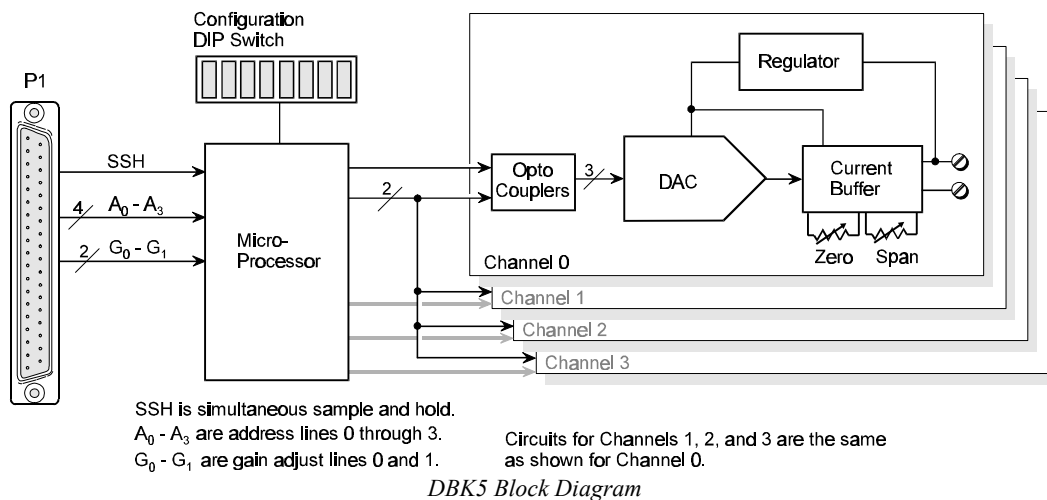 Configuration
DIP Switch
P1
SSH
4 A0 - A3
2 G0 - G1
Micro-
Processor
2
Opto
Couplers
3
DAC
Regulator
Current
Buffer
Zero
Span
Channel 0
Channel 1
Channel 2
Channel 3
SSH is simultaneous sample and hold.
A0 - A3 are address lines 0 through 3.
G0 - G1 are gain adjust lines 0 and 1.
Circuits for Channels 1, 2, and 3 are the same
as shown for Channel 0.
DBK5 Block Diagram